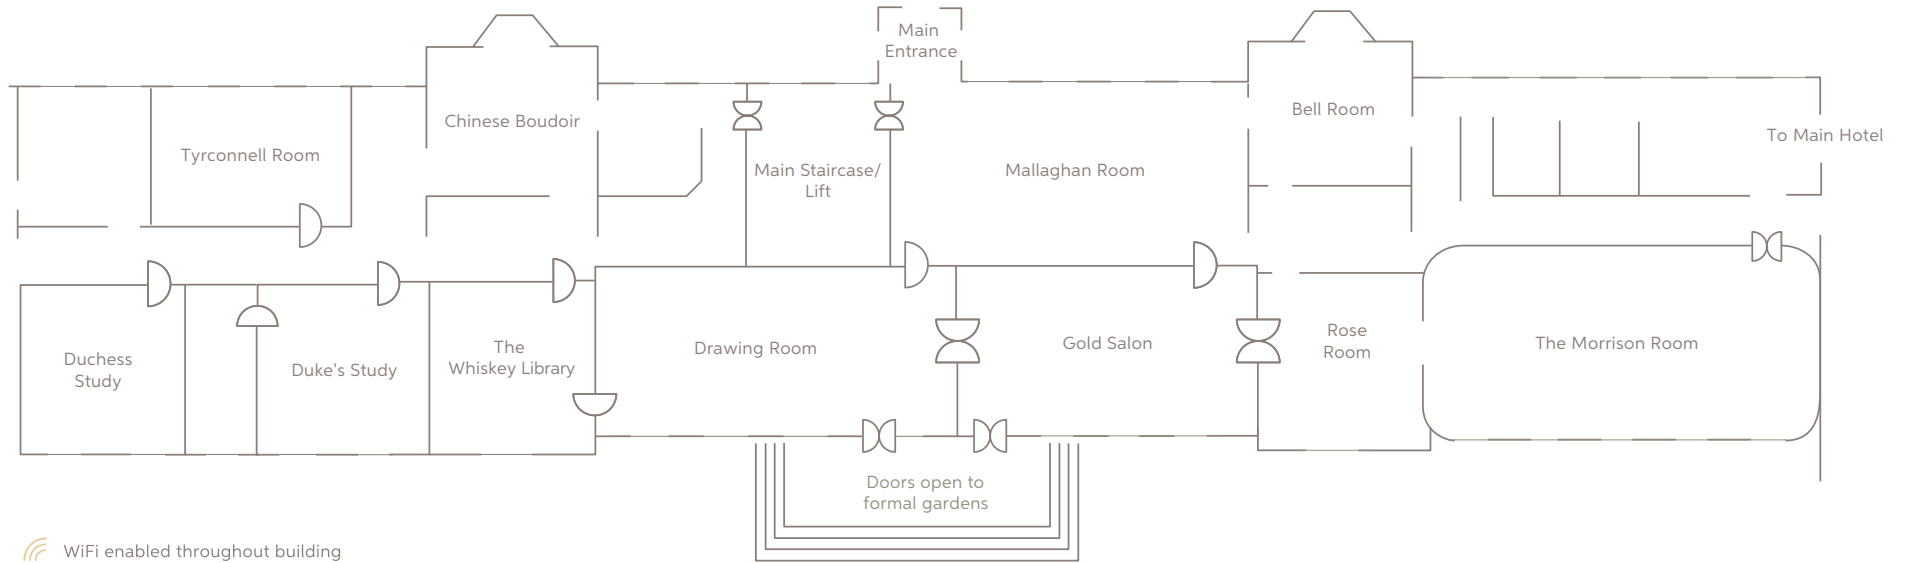 Main
Entrance
Chinese Boudoir
Bell Room
To Main Hotel
Tyrconnell Room
Main Staircase/
Lift
Mallaghan Room
Duchess
Study
Duke's Study
The
Whiskey Library
Drawing Room
Gold Salon
Rose
Room
The Morrison Room
Doors open to
formal gardens
WiFi enabled throughout building